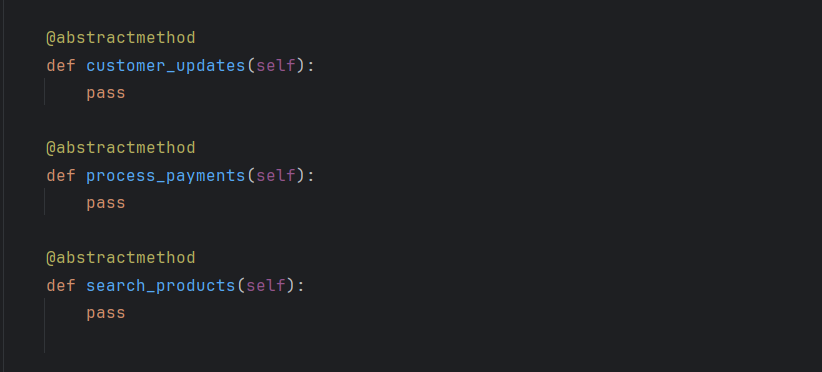 @abstractmethod
def customer_updates(self):
    pass
@abstractmethod
def process_payments(self):
    pass
@abstractmethod
def search_products(self):
    pass